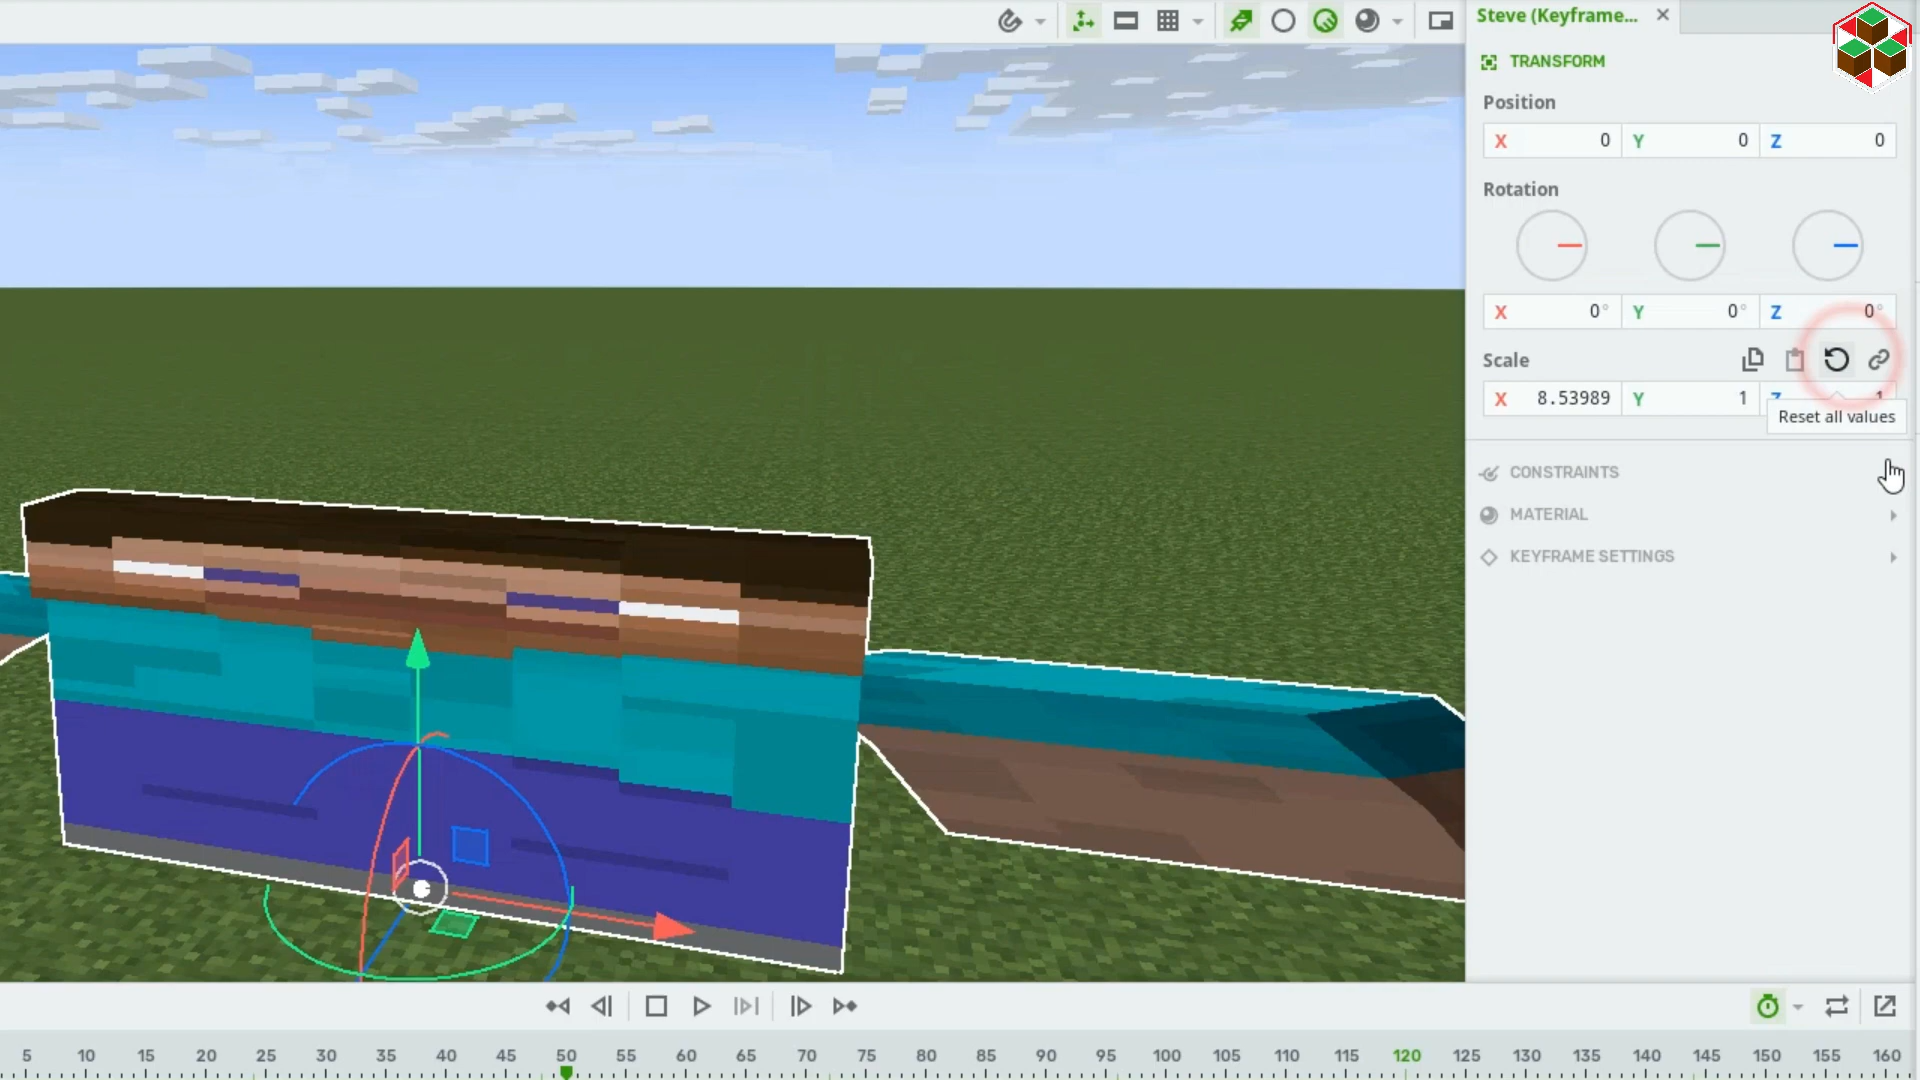 Steve (Keyframe...
TRANSFORM
Position
X 0 Y 0 Z 0
Rotation
X 0° Y 0° Z 0°
Scale
X 8.53989 Y 1 Z 1
Reset all values
CONSTRAINTS
MATERIAL
KEYFRAME SETTINGS
5 10 15 20 25 30 35 40 45 50 55 60 65 70 75 80 85 90 95 100 105 110 115 120 125 130 135 140 145 150 155 160